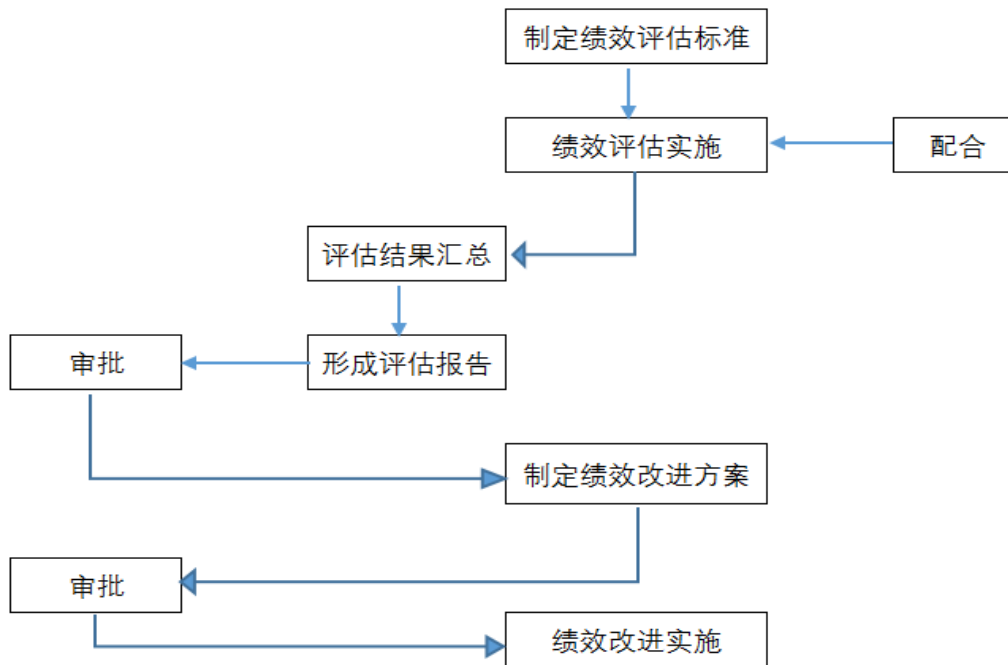 制定绩效评估标准
绩效评估实施
配合
评估结果汇总
审批
形成评估报告
制定绩效改进方案
审批
绩效改进实施